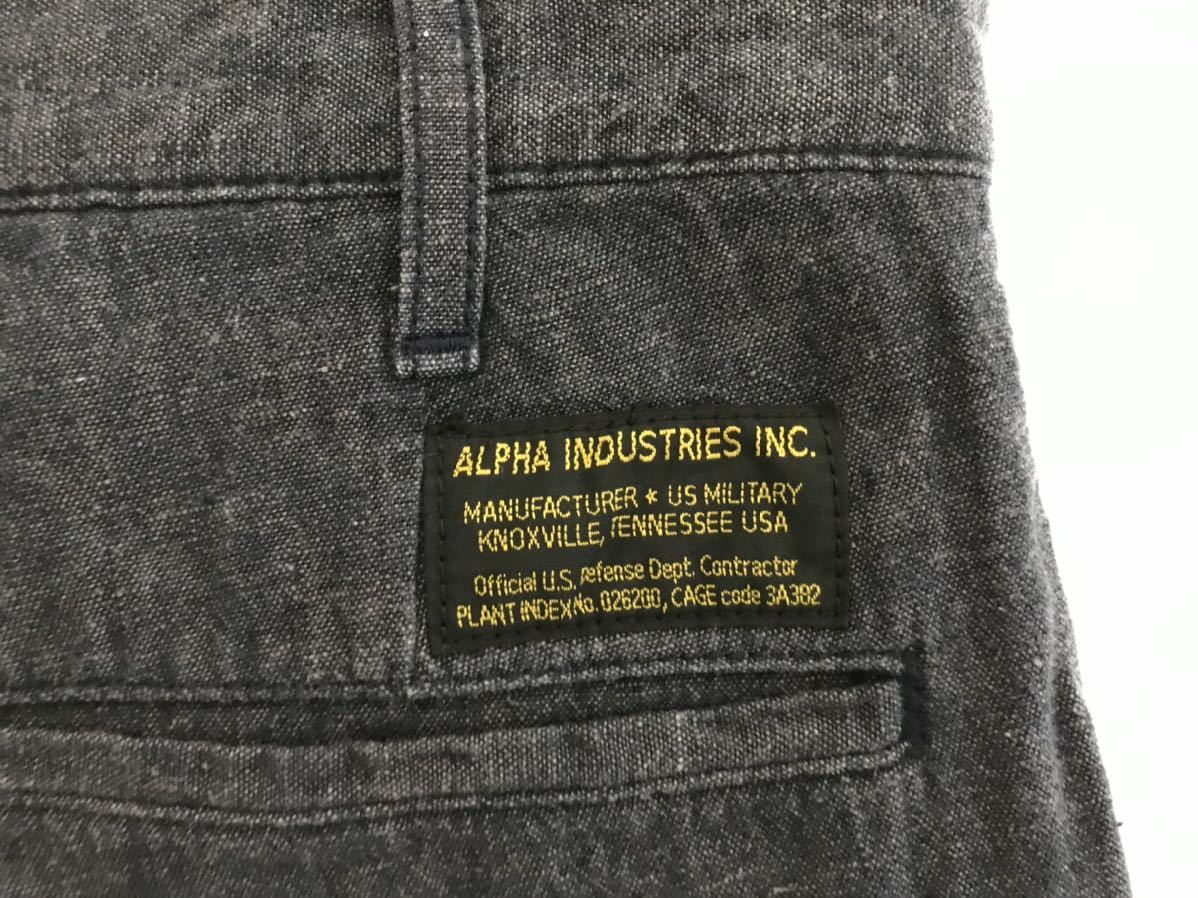 ALPHA INDUSTRIES INC.
MANUFACTURER * US MILITARY
KNOXVILLE, TENNESSEE USA
Official U.S. Defense Dept. Contractor
PLANT INDEX No. 026200, CAGE code 3A382